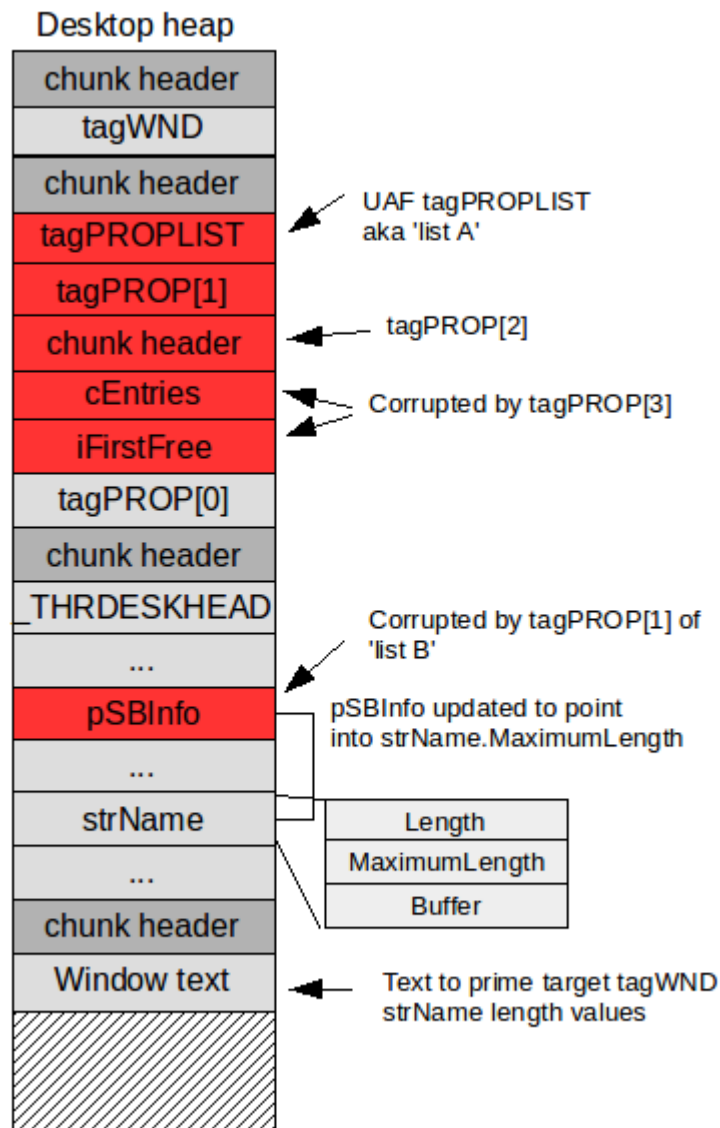 Desktop heap
chunk header
tagWND
chunk header
UAF tagPROPLIST
aka 'list A'
tagPROPLIST
tagPROP[1]
chunk header
tagPROP[2]
cEntries
Corrupted by tagPROP[3]
iFirstFree
tagPROP[0]
chunk header
_THRDESKHEAD
Corrupted by tagPROP[1] of
'list B'
...
pSBInfo
pSBInfo updated to point
into strName.MaximumLength
...
strName
Length
MaximumLength
Buffer
...
chunk header
Window text
Text to prime target tagWND
strName length values